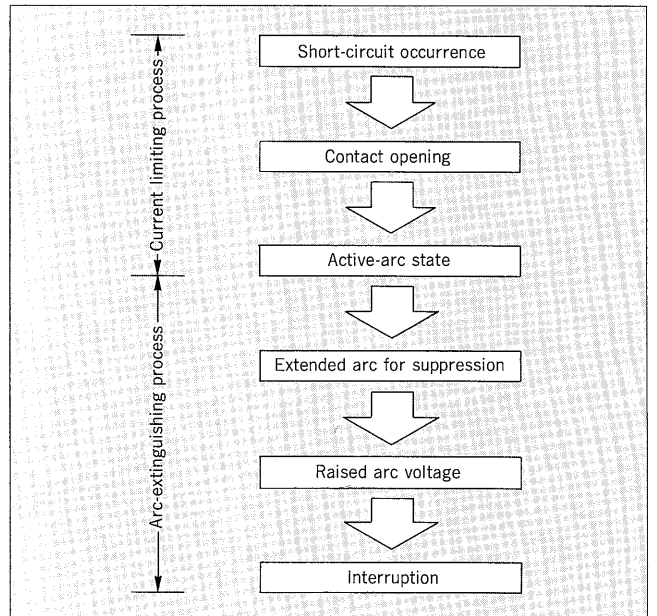 Short-circuit occurrence
Contact opening
Active-arc state
Extended arc for suppression
Raised arc voltage
Interruption
Current limiting process
Arc-extinguishing process